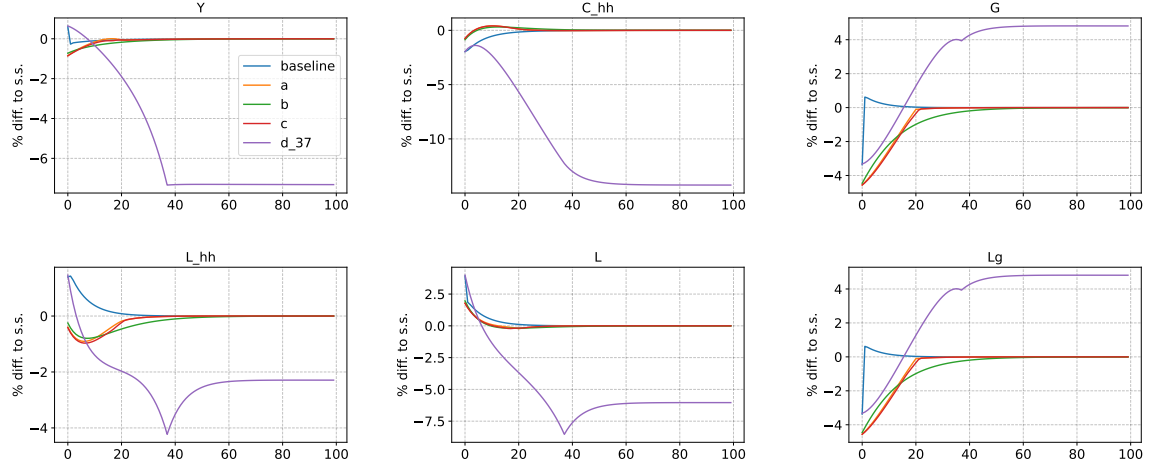 Y
% diff. to s.s.
0
−2
−4
−6
0 20 40 60 80 100
baseline
a
b
c
d_37
C_hh
% diff. to s.s.
0
−5
−10
0 20 40 60 80 100
G
% diff. to s.s.
4
2
0
−2
−4
0 20 40 60 80 100
L_hh
% diff. to s.s.
0
−2
−4
0 20 40 60 80 100
L
% diff. to s.s.
2.5
0.0
−2.5
−5.0
−7.5
0 20 40 60 80 100
Lg
% diff. to s.s.
4
2
0
−2
−4
0 20 40 60 80 100